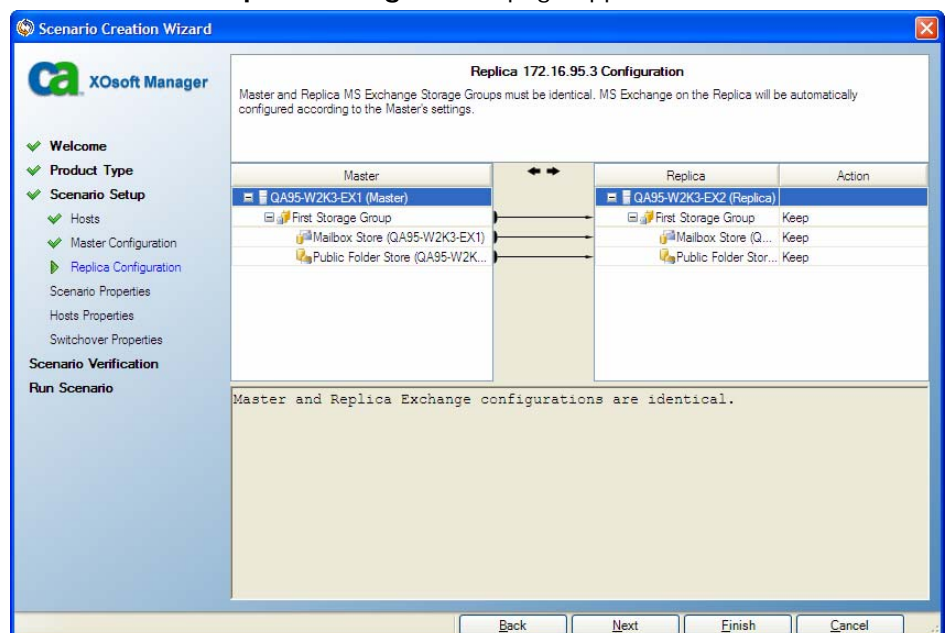 Scenario Creation Wizard
ca XOsoft Manager
Welcome
Product Type
Scenario Setup
Hosts
Master Configuration
Replica Configuration
Scenario Properties
Hosts Properties
Switchover Properties
Scenario Verification
Run Scenario
Replica 172.16.95.3 Configuration
Master and Replica MS Exchange Storage Groups must be identical. MS Exchange on the Replica will be automatically
configured according to the Master's settings.
Master Replica Action
QA95-W2K3-EX1 (Master) QA95-W2K3-EX2 (Replica)
First Storage Group First Storage Group Keep
Mailbox Store (QA95-W2K3-EX1) Mailbox Store (Q... Keep
Public Folder Store (QA95-W2K... Public Folder Stor... Keep
Master and Replica Exchange configurations are identical.
Back Next Finish Cancel